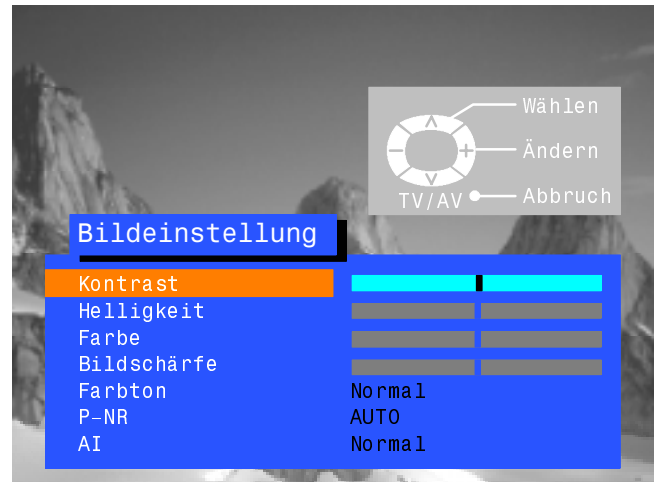 Wählen
Ändern
TV/AV Abbruch
Bildeinstellung
Kontrast
Helligkeit
Farbe
Bildschärfe
Farbton Normal
P-NR AUTO
AI Normal